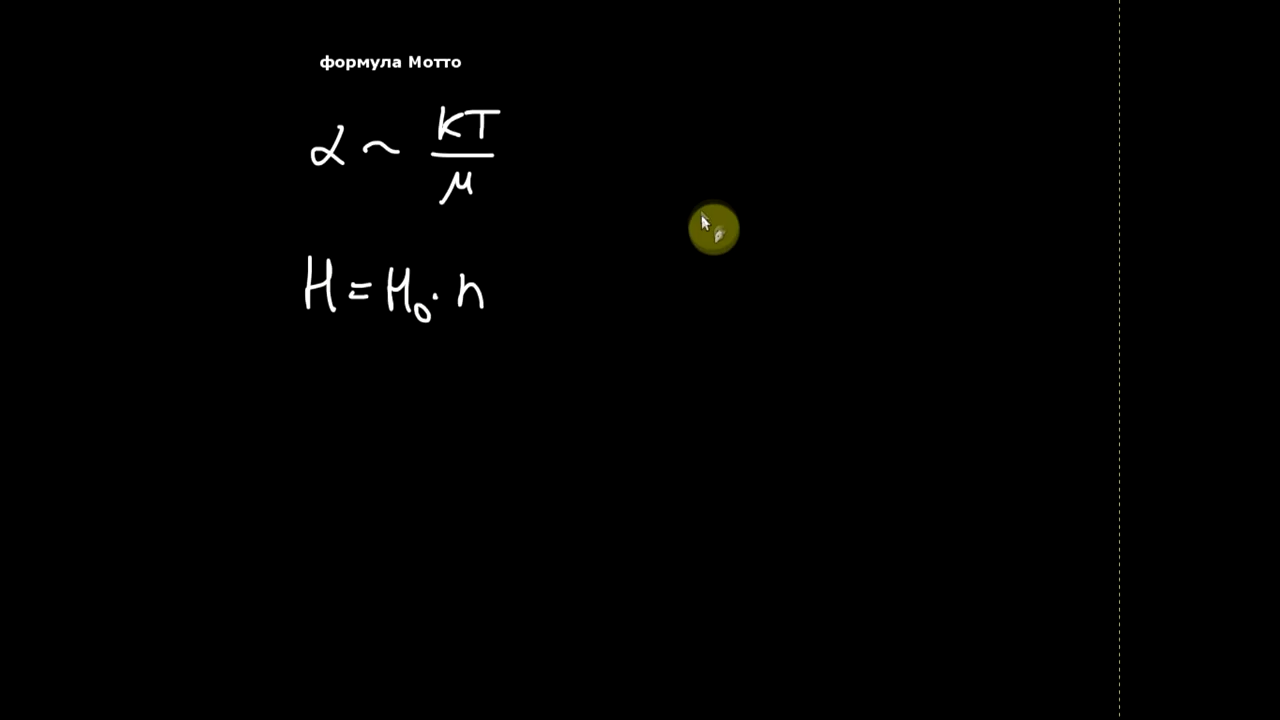 формула Мотто
α ~ KT/μ
H = H₀ · n